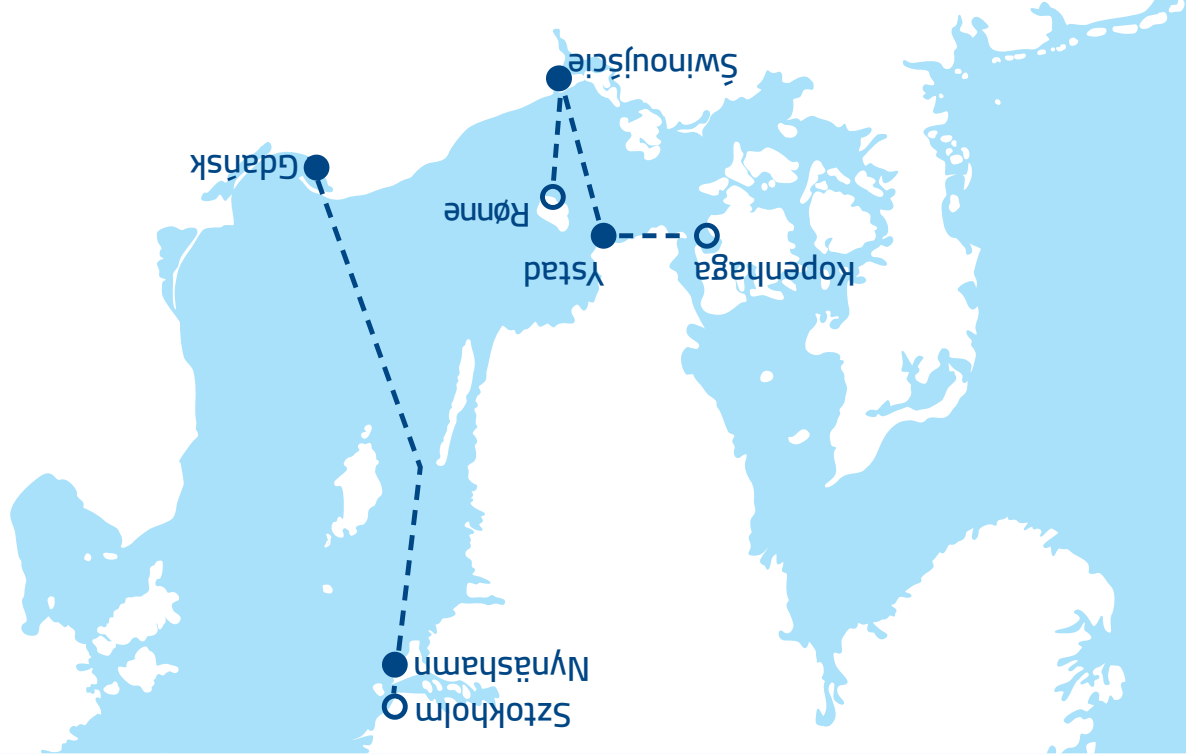 Sztokholm
Nynäshamn
Kopenhaga
Ystad
Rønne
Gdańsk
Świnoujście